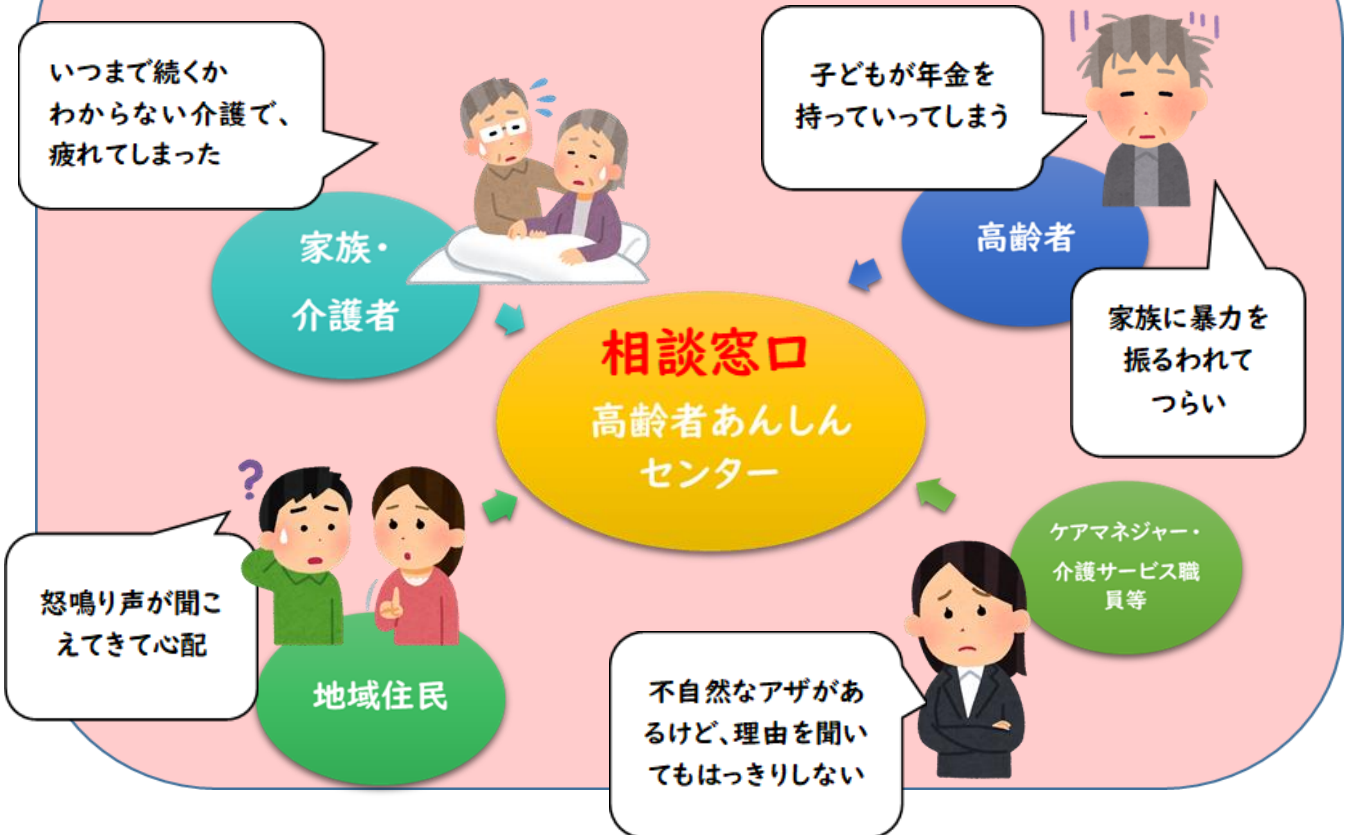 いつまで続くか
わからない介護で、
疲れてしまった
家族・
介護者
子どもが年金を
持っていってしまう
高齢者
家族に暴力を
振るわれて
つらい
相談窓口
高齢者あんしん
センター
?
怒鳴り声が聞こ
えてきて心配
地域住民
ケアマネジャー・
介護サービス職
員等
不自然なアザがあ
るけど、理由を聞い
てもはっきりしない